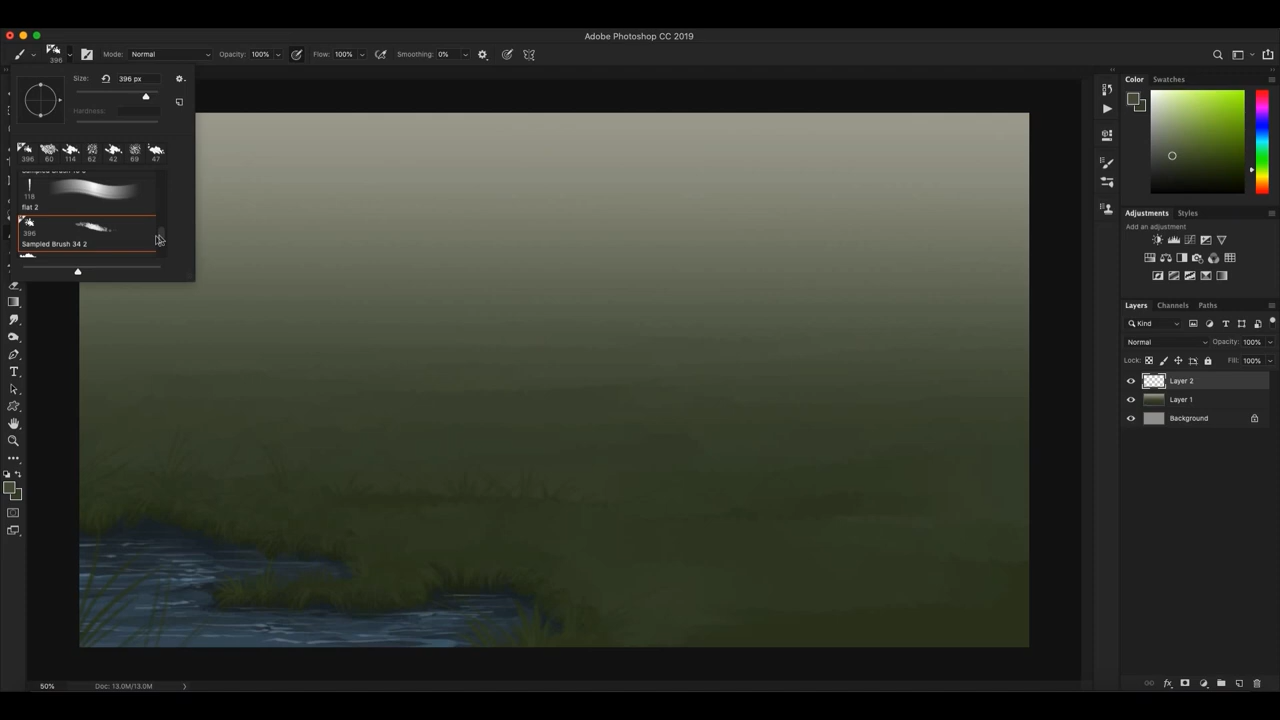 Adobe Photoshop CC 2019
396
Mode: Normal
Opacity: 100%
Flow: 100%
Smoothing: 0%
Size: 396 px
Hardness:
396 60 114 62 42 69 47
118
flat 2
396
Sampled Brush 34 2
Color Swatches
Adjustments Styles
Add an adjustment
Layers Channels Paths
Kind
Normal Opacity: 100%
Lock: Fill: 100%
Layer 2
Layer 1
Background
fx
50% Doc: 13.0M/13.0M